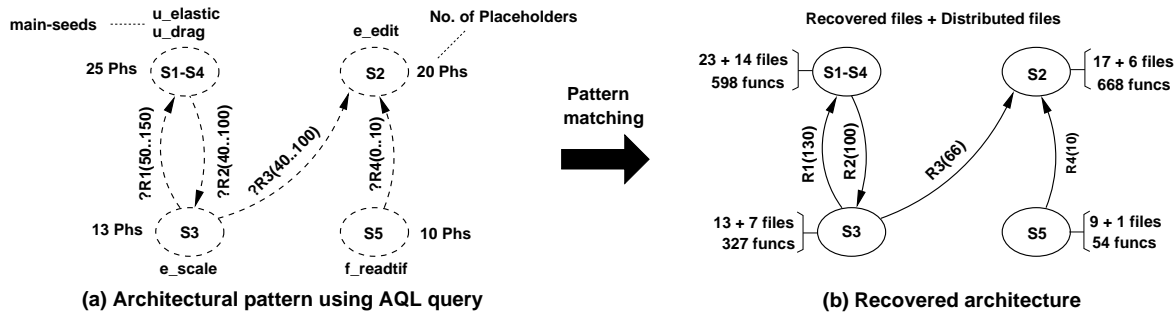 main-seeds
u_elastic
u_drag
e_edit
No. of Placeholders
25 Phs
S1-S4
S2
20 Phs
?R1(50..150)
?R2(40..100)
?R3(40..100)
?R4(0..10)
13 Phs
S3
S5
10 Phs
e_scale
f_readtif
(a) Architectural pattern using AQL query
Pattern
matching
Recovered files + Distributed files
23 + 14 files
598 funcs
S1-S4
S2
17 + 6 files
668 funcs
R1(130)
R2(100)
R3(66)
R4(10)
13 + 7 files
327 funcs
S3
S5
9 + 1 files
54 funcs
(b) Recovered architecture